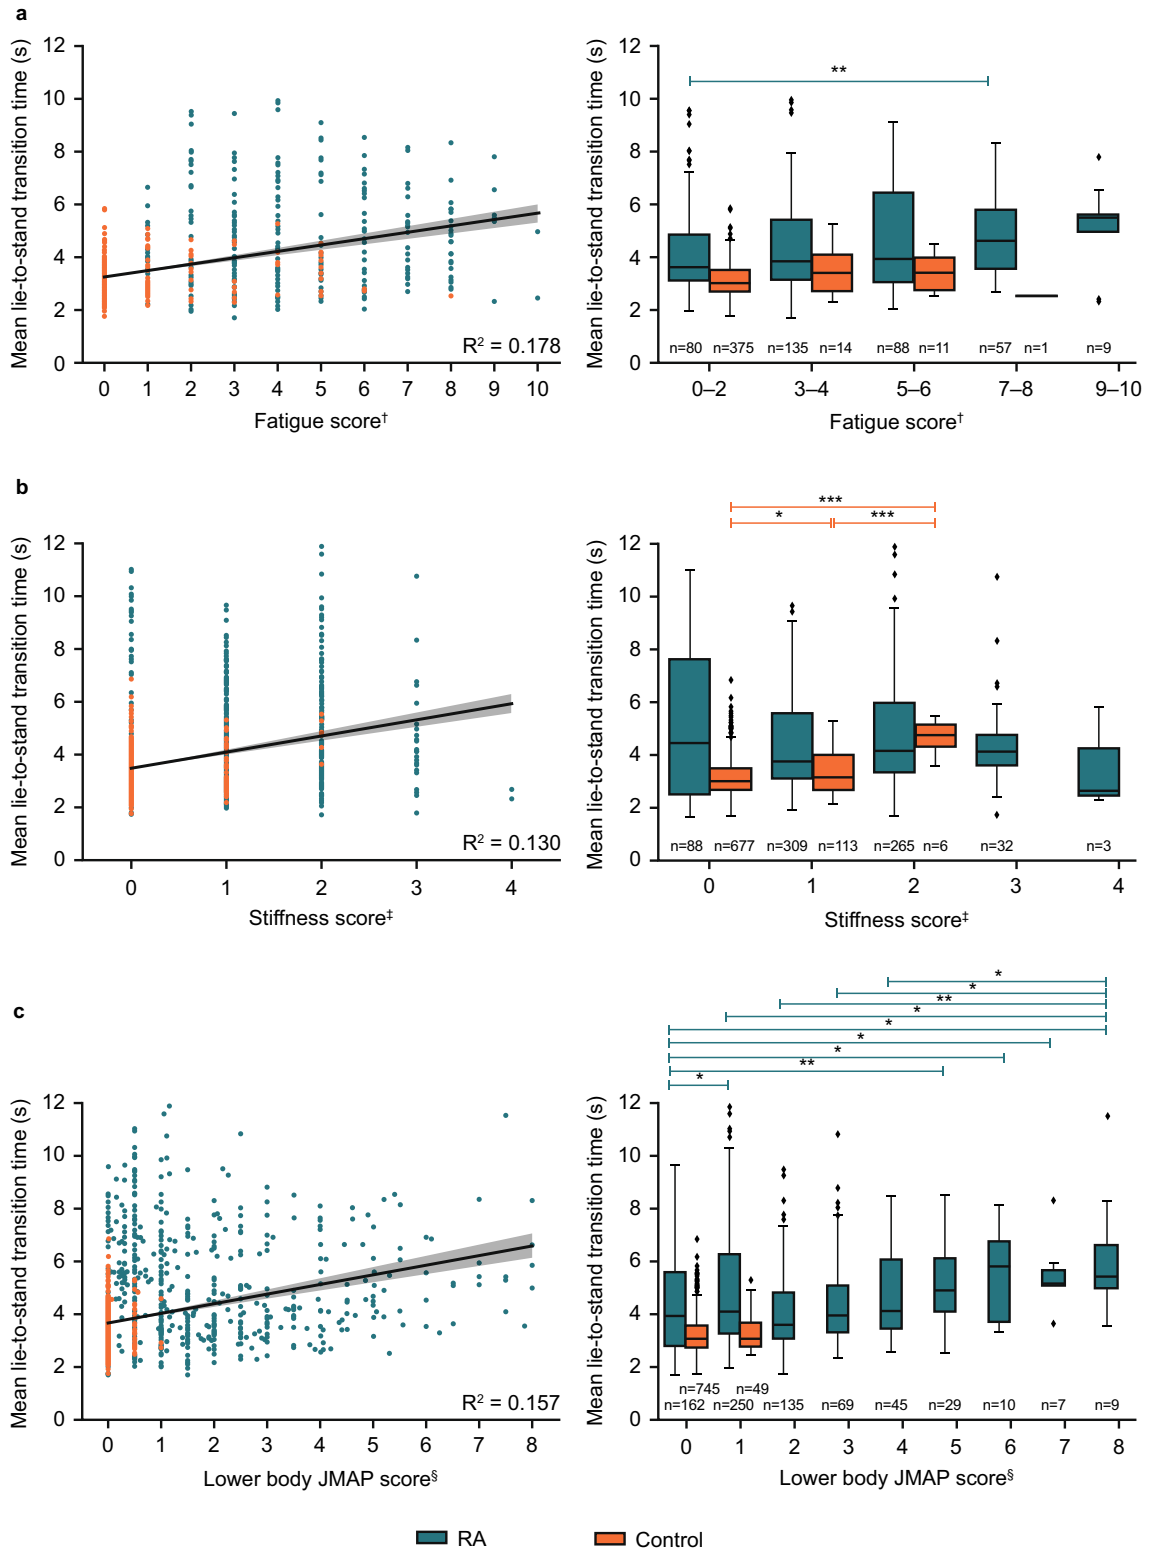 a
Mean lie-to-stand transition time (s)
12
10
8
6
4
2
0
R² = 0.178
0 1 2 3 4 5 6 7 8 9 10
Fatigue score†
Mean lie-to-stand transition time (s)
12
10
8
6
4
2
0
**
n=80 n=375 n=135 n=14 n=88 n=11 n=57 n=1 n=9
0–2 3–4 5–6 7–8 9–10
Fatigue score†
b
Mean lie-to-stand transition time (s)
12
10
8
6
4
2
0
R² = 0.130
0 1 2 3 4
Stiffness score‡
***
* ***
Mean lie-to-stand transition time (s)
12
10
8
6
4
2
0
n=88 n=677 n=309 n=113 n=265 n=6 n=32 n=3
0 1 2 3 4
Stiffness score‡
c
Mean lie-to-stand transition time (s)
12
10
8
6
4
2
0
R² = 0.157
0 1 2 3 4 5 6 7 8
Lower body JMAP score§
*
*
**
*
*
*
*
**
*
Mean lie-to-stand transition time (s)
12
10
8
6
4
2
0
n=745 n=49
n=162 n=250 n=135 n=69 n=45 n=29 n=10 n=7 n=9
0 1 2 3 4 5 6 7 8
Lower body JMAP score§
RA Control